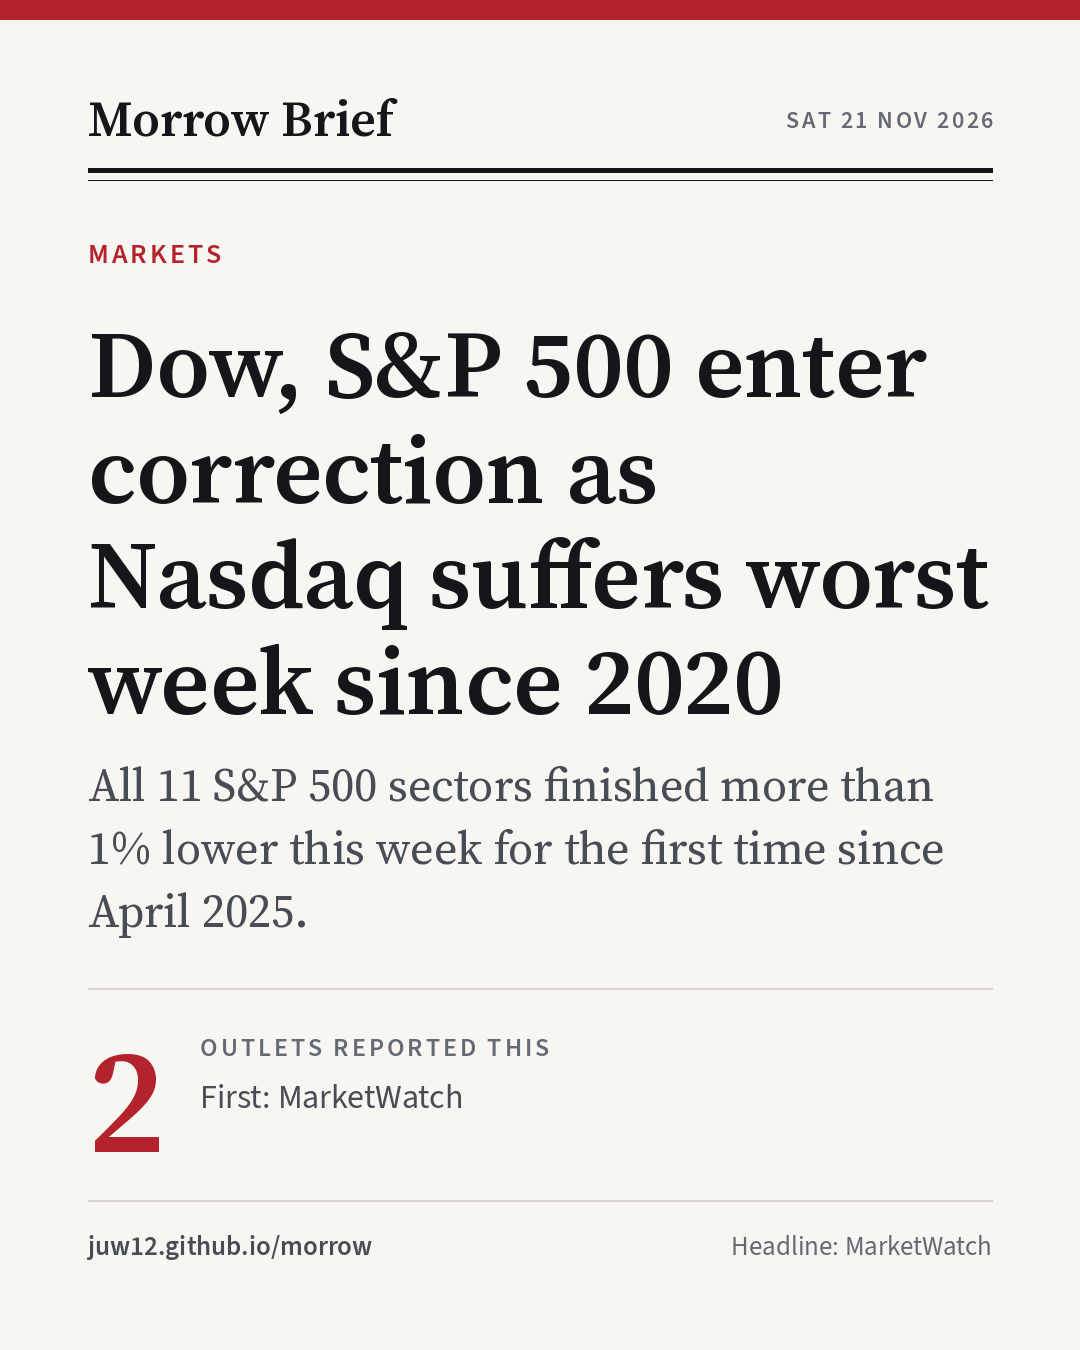 Morrow Brief
SAT 21 NOV 2026
MARKETS
Dow, S&P 500 enter
correction as
Nasdaq suffers worst
week since 2020
All 11 S&P 500 sectors finished more than
1% lower this week for the first time since
April 2025.
2
OUTLETS REPORTED THIS
First: MarketWatch
juw12.github.io/morrow
Headline: MarketWatch